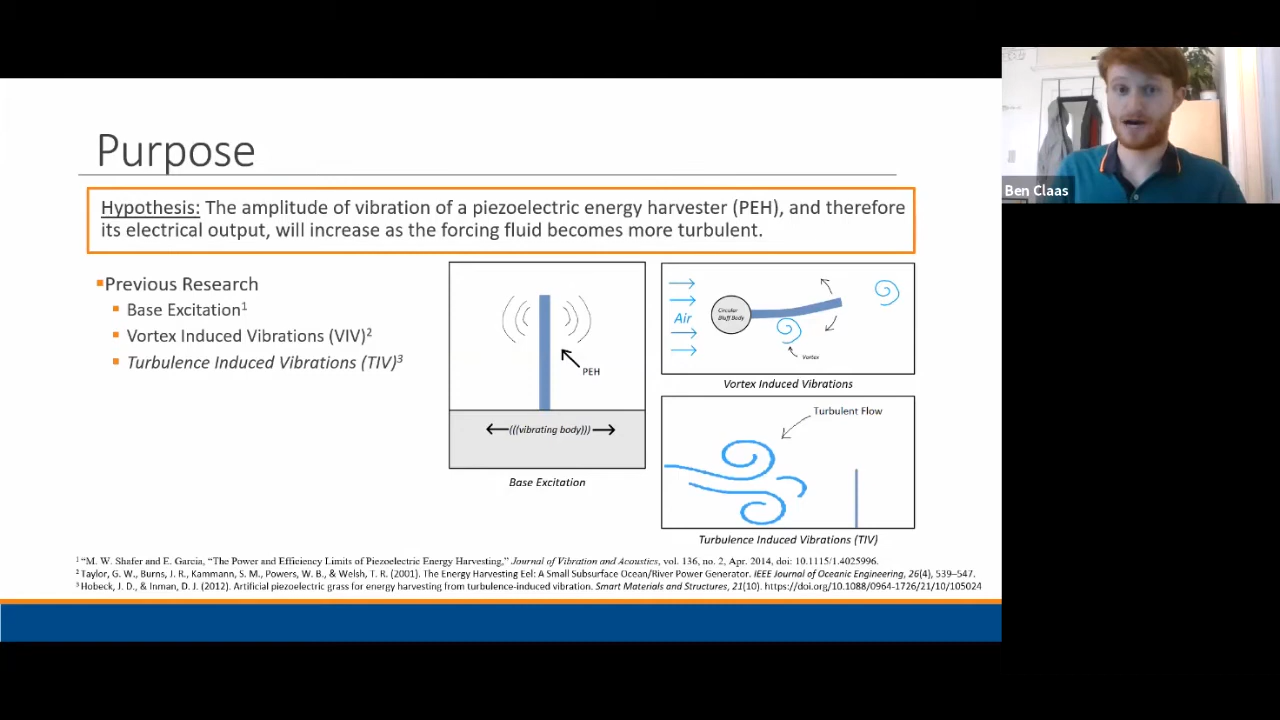 Purpose
Hypothesis: The amplitude of vibration of a piezoelectric energy harvester (PEH), and therefore
its electrical output, will increase as the forcing fluid becomes more turbulent.
▪Previous Research
▪ Base Excitation¹
▪ Vortex Induced Vibrations (VIV)²
▪ Turbulence Induced Vibrations (TIV)³
PEH
(((vibrating body)))
Base Excitation
Air
Circular
Bluff Body
Vortex
Vortex Induced Vibrations
Turbulent Flow
Turbulence Induced Vibrations (TIV)
¹ “M. W. Shafer and E. Garcia, “The Power and Efficiency Limits of Piezoelectric Energy Harvesting,” Journal of Vibration and Acoustics, vol. 136, no. 2, Apr. 2014, doi: 10.1115/1.4025996.
² Taylor, G. W., Burns, J. R., Kammann, S. M., Powers, W. B., & Welsh, T. R. (2001). The Energy Harvesting Eel: A Small Subsurface Ocean/River Power Generator. IEEE Journal of Oceanic Engineering, 26(4), 539–547.
³ Hobeck, J. D., & Inman, D. J. (2012). Artificial piezoelectric grass for energy harvesting from turbulence-induced vibration. Smart Materials and Structures, 21(10). https://doi.org/10.1088/0964-1726/21/10/105024
Ben Claas